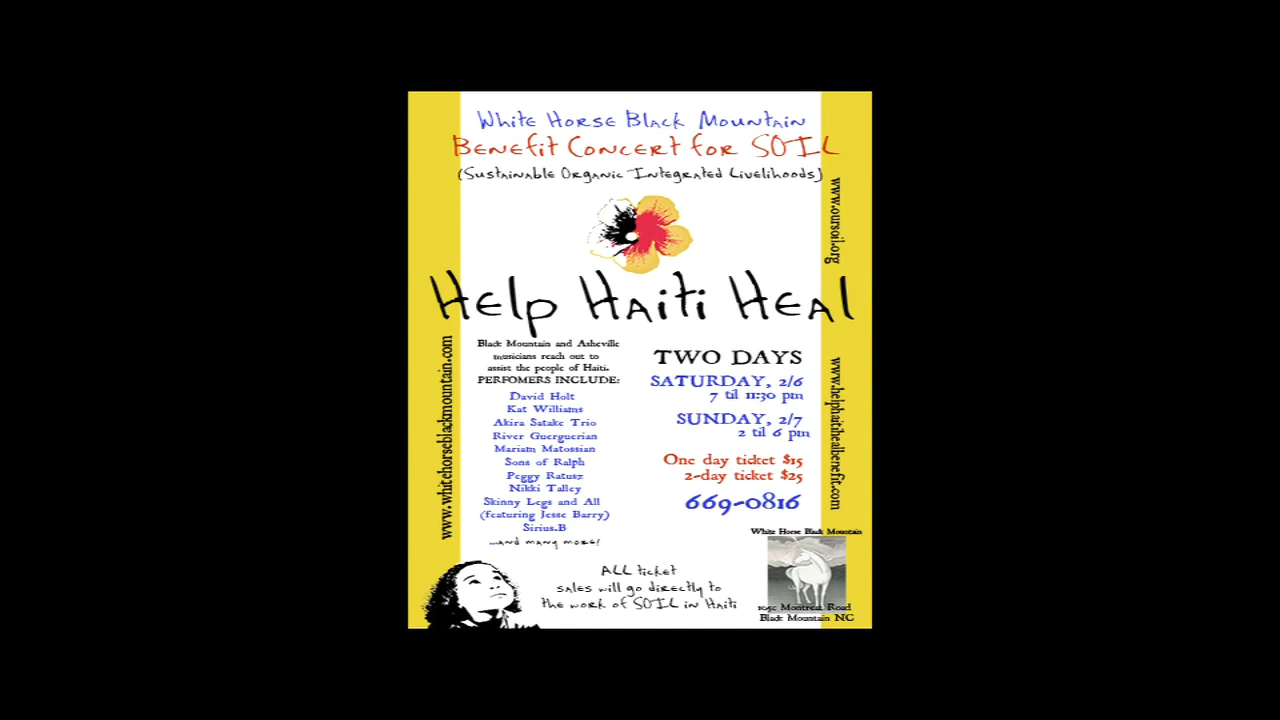 White Horse Black Mountain
Benefit Concert for SOIL
(Sustainable Organic Integrated Livelihoods)
www.oursoil.org
Help Haiti Heal
www.whitehorseblackmountain.com
Black Mountain and Asheville
musicians reach out to
assist the people of Haiti.
PERFOMERS INCLUDE:
David Holt
Kat Williams
Akira Satake Trio
River Guerguerian
Mariam Matossian
Sons of Ralph
Peggy Ratusz
Nikki Talley
Skinny Legs and All
(featuring Jesse Barry)
Sirius.B
...and many more!
TWO DAYS
SATURDAY, 2/6
7 til 11:30 pm
SUNDAY, 2/7
2 til 6 pm
One day ticket $15
2-day ticket $25
669-0816
www.helphaitihealbenefit.com
ALL ticket
sales will go directly to
the work of SOIL in Haiti
White Horse Black Mountain
105c Montreat Road
Black Mountain NC